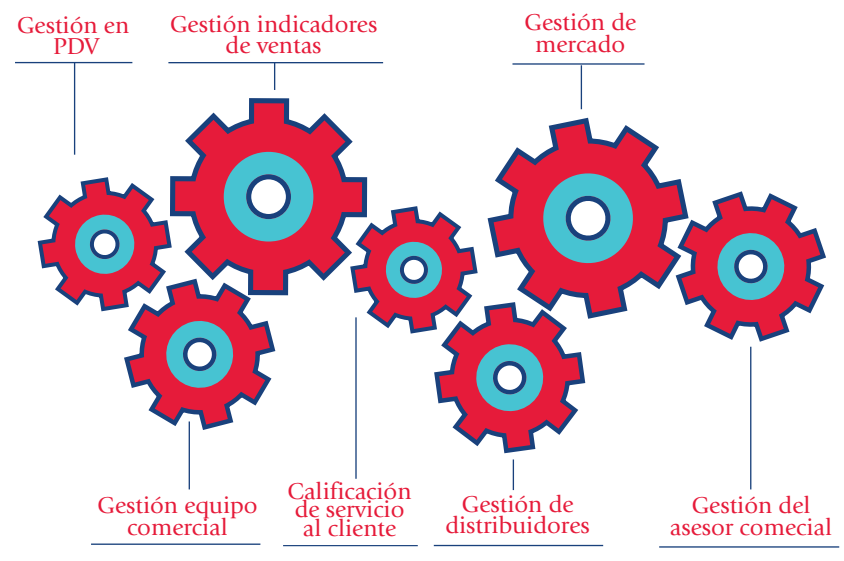 Gestión en
PDV
Gestión indicadores
de ventas
Gestión de
mercado
Gestión equipo
comercial
Calificación
de servicio
al cliente
Gestión de
distribuidores
Gestión del
asesor comecial